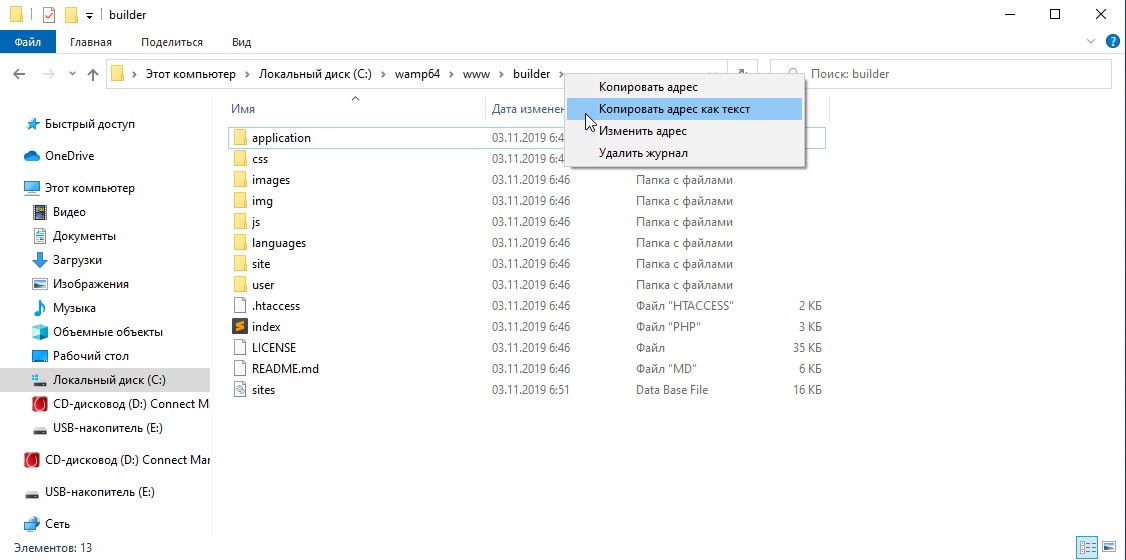 builder
Файл Главная Поделиться Вид
Этот компьютер Локальный диск (C:) wamp64 www builder Поиск: builder
Копировать адрес
Копировать адрес как текст
Изменить адрес
Удалить журнал
Имя Дата изменен
application 03.11.2019 6:4
css 03.11.2019 6:4
images 03.11.2019 6:46 Папка с файлами
img 03.11.2019 6:46 Папка с файлами
js 03.11.2019 6:46 Папка с файлами
languages 03.11.2019 6:46 Папка с файлами
site 03.11.2019 6:46 Папка с файлами
user 03.11.2019 6:46 Папка с файлами
.htaccess 03.11.2019 6:46 Файл "HTACCESS" 2 КБ
index 03.11.2019 6:46 Файл "PHP" 3 КБ
LICENSE 03.11.2019 6:46 Файл 35 КБ
README.md 03.11.2019 6:46 Файл "MD" 6 КБ
sites 03.11.2019 6:51 Data Base File 16 КБ
Быстрый доступ
OneDrive
Этот компьютер
Видео
Документы
Загрузки
Изображения
Музыка
Объемные объекты
Рабочий стол
Локальный диск (C:)
CD-дисковод (D:) Connect M
USB-накопитель (E:)
CD-дисковод (D:) Connect Mar
USB-накопитель (E:)
Сеть
Элементов: 13